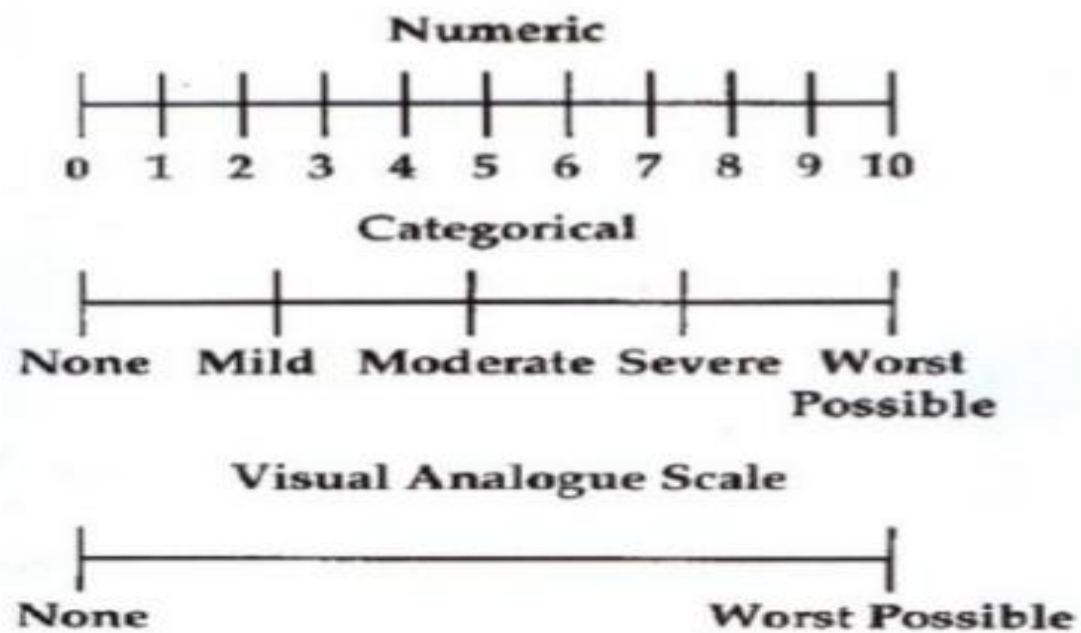 Numeric
0 1 2 3 4 5 6 7 8 9 10
Categorical
None Mild Moderate Severe Worst
Possible
Visual Analogue Scale
None Worst Possible